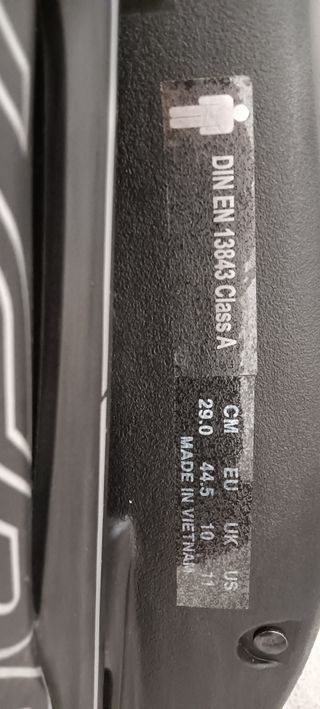 DIN EN 13843 Class A
CM EU UK US
29.0 44.5 10 11
MADE IN VIETNAM